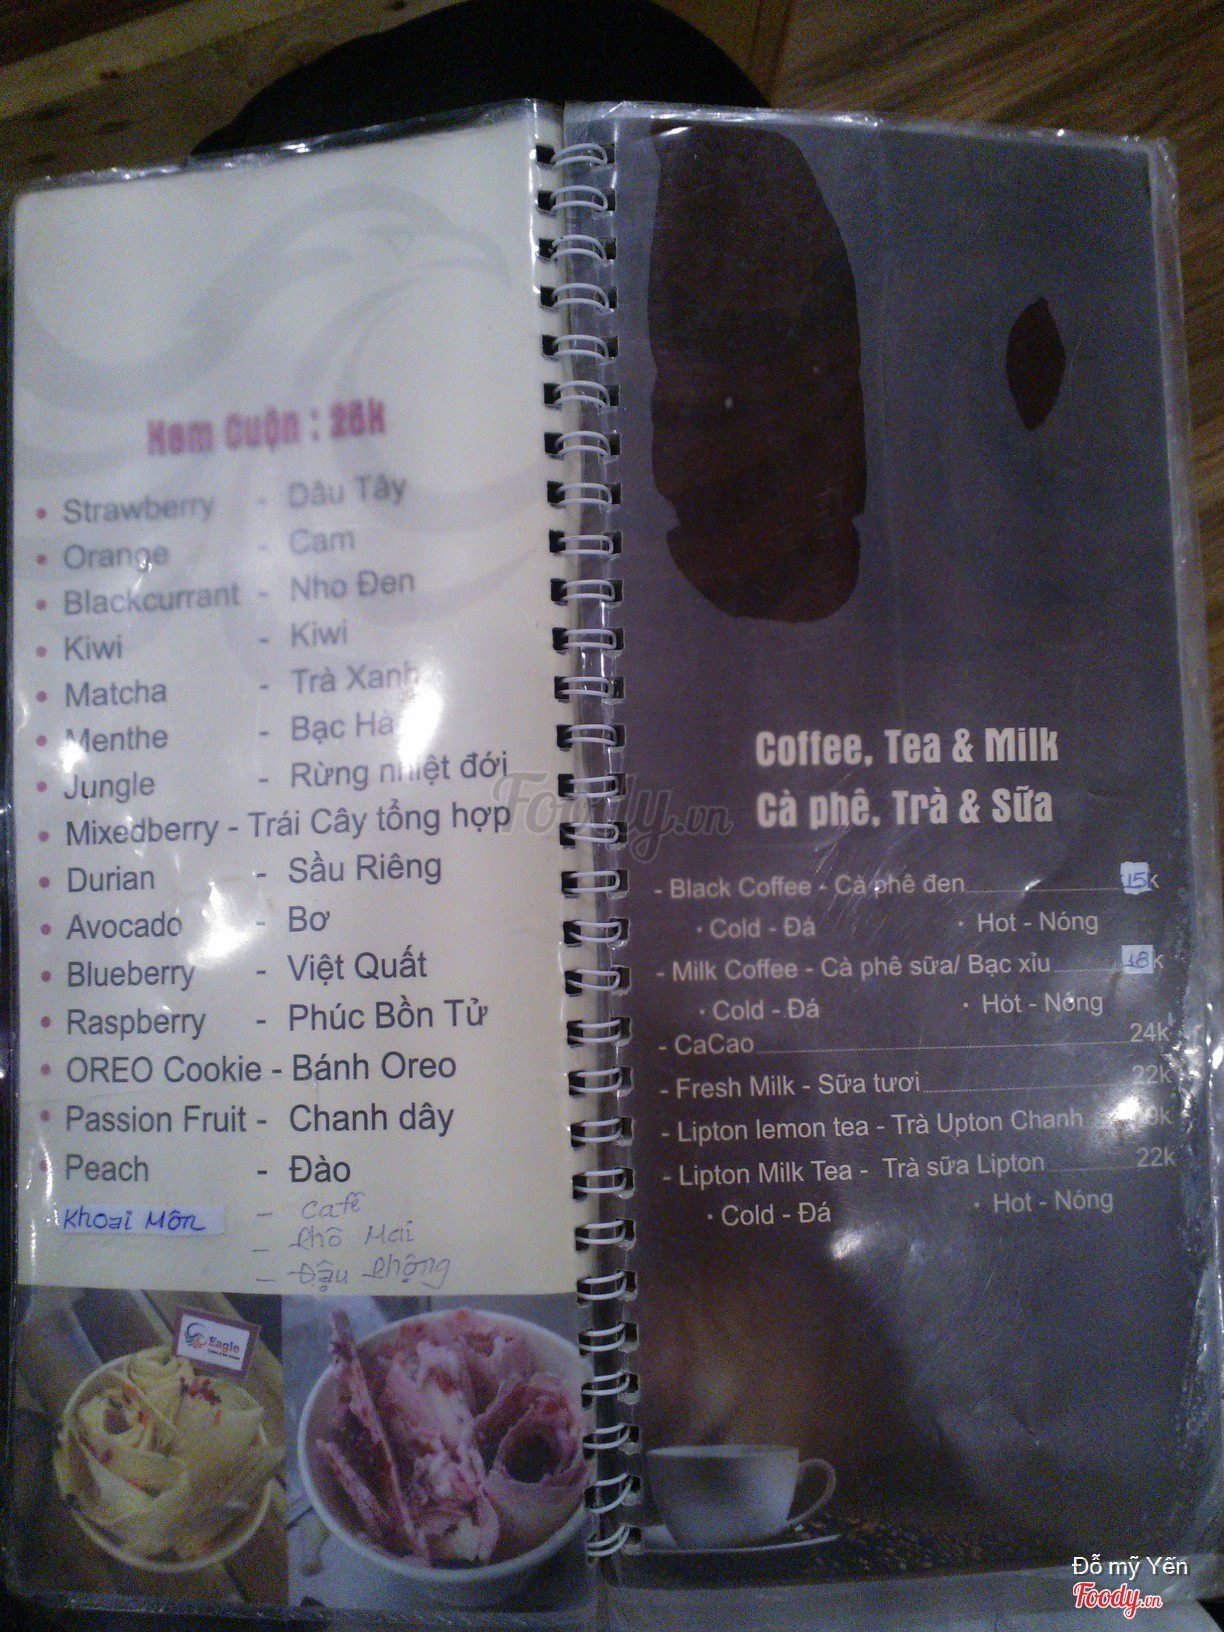 Kem Cuộn : 25k
• Strawberry - Dâu Tây
• Orange - Cam
• Blackcurrant - Nho Đen
• Kiwi - Kiwi
• Matcha - Trà Xanh
• Menthe - Bạc Hà
• Jungle - Rừng nhiệt đới
• Mixedberry - Trái Cây tổng hợp
• Durian - Sầu Riêng
• Avocado - Bơ
• Blueberry - Việt Quất
• Raspberry - Phúc Bồn Tử
• OREO Cookie - Bánh Oreo
• Passion Fruit - Chanh dây
• Peach - Đào
Khoai Môn - Café
- Phô Mai
- Đậu Phộng
Eagle
Coffee, Tea & Milk
Cà phê, Trà & Sữa
- Black Coffee - Cà phê đen 15k
• Cold - Đá • Hot - Nóng
- Milk Coffee - Cà phê sữa/ Bạc xỉu 18k
• Cold - Đá • Hót - Nóng
- CaCao 24k
- Fresh Milk - Sữa tươi 22k
- Lipton lemon tea - Trà Upton Chanh
- Lipton Milk Tea - Trà sữa Lipton 22k
• Cold - Đá • Hot - Nóng
Foody.vn
Đỗ mỹ Yến
Foody.vn